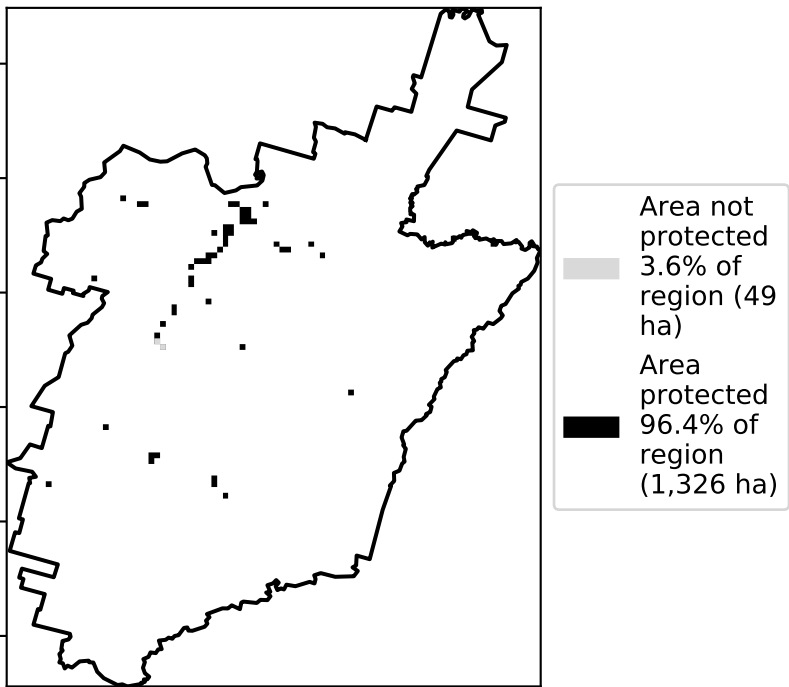 Area not
protected
3.6% of
region (49
ha)
Area
protected
96.4% of
region
(1,326 ha)